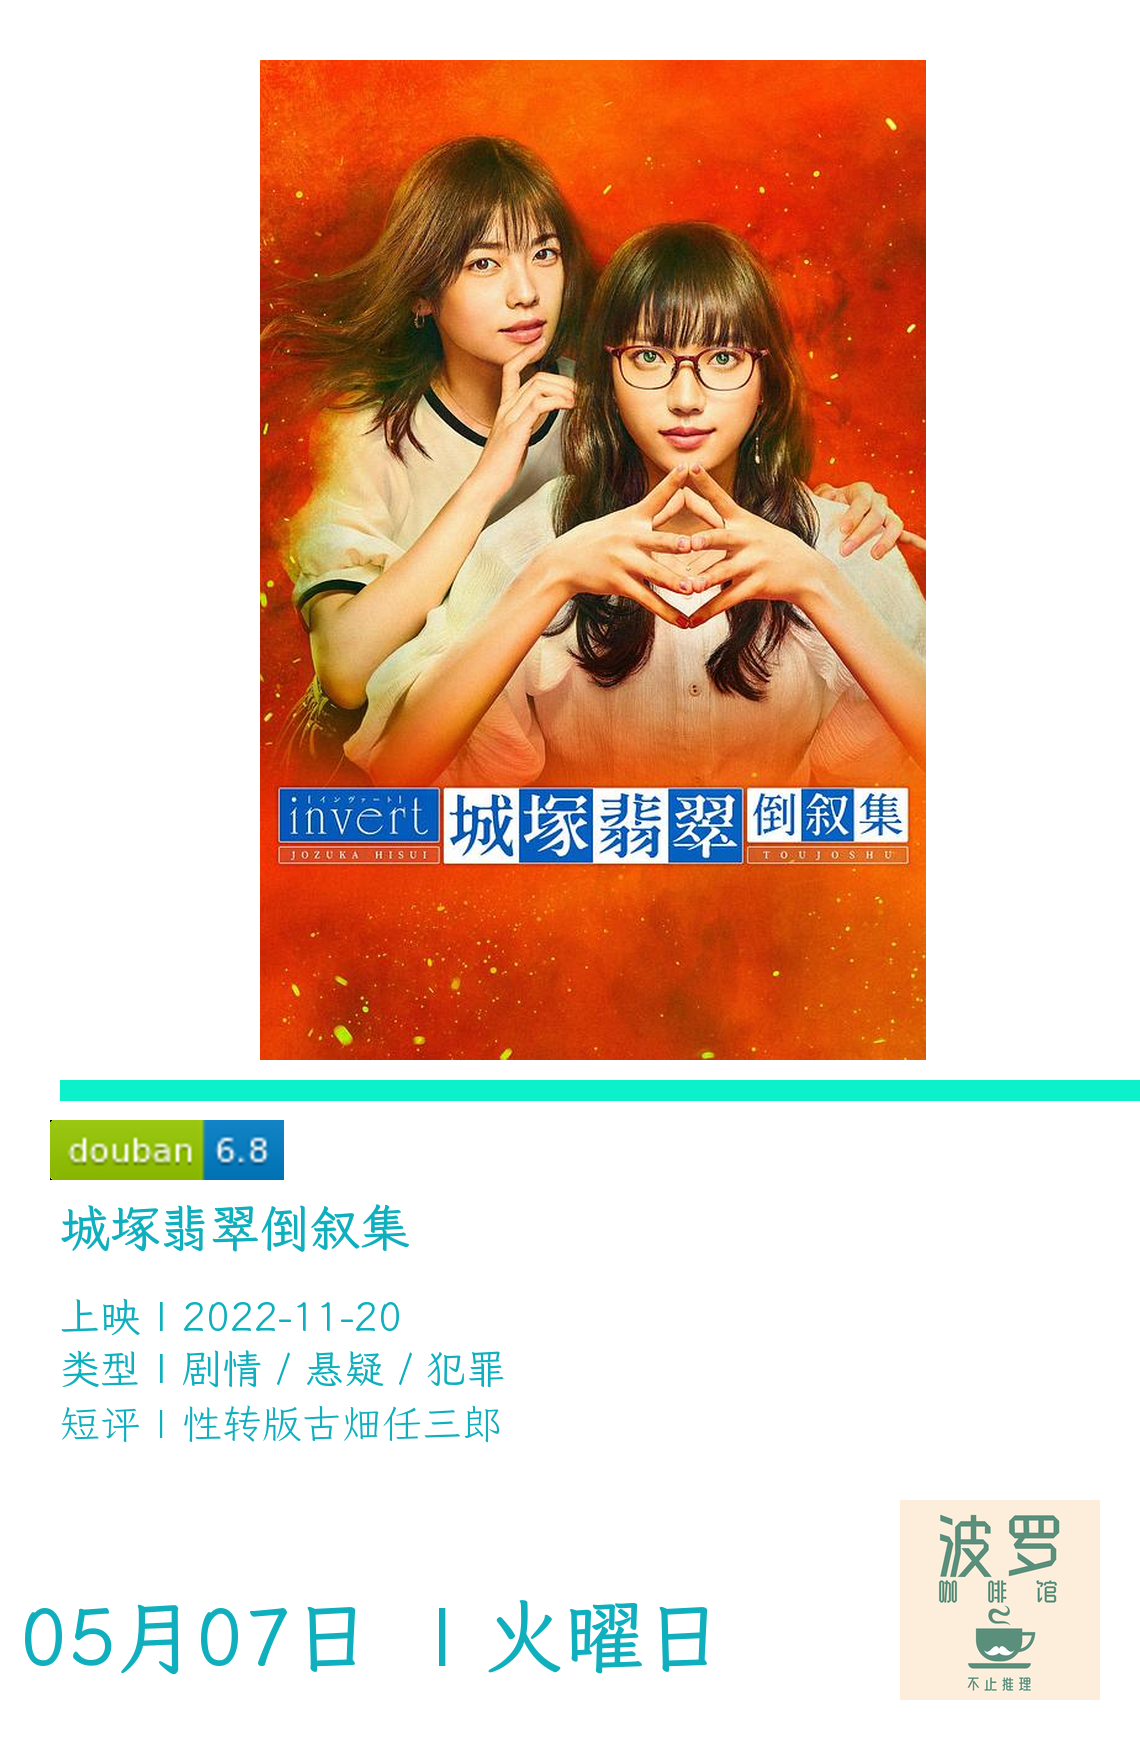 [インヴァート]
invert
JOZUKA HISUI
城塚翡翠
倒叙集
TOUJOSHU
douban 6.8
城塚翡翠倒叙集
上映 | 2022-11-20
类型 | 剧情 / 悬疑 / 犯罪
短评 | 性转版古畑任三郎
05月07日 | 火曜日
波罗
咖啡馆
不止推理